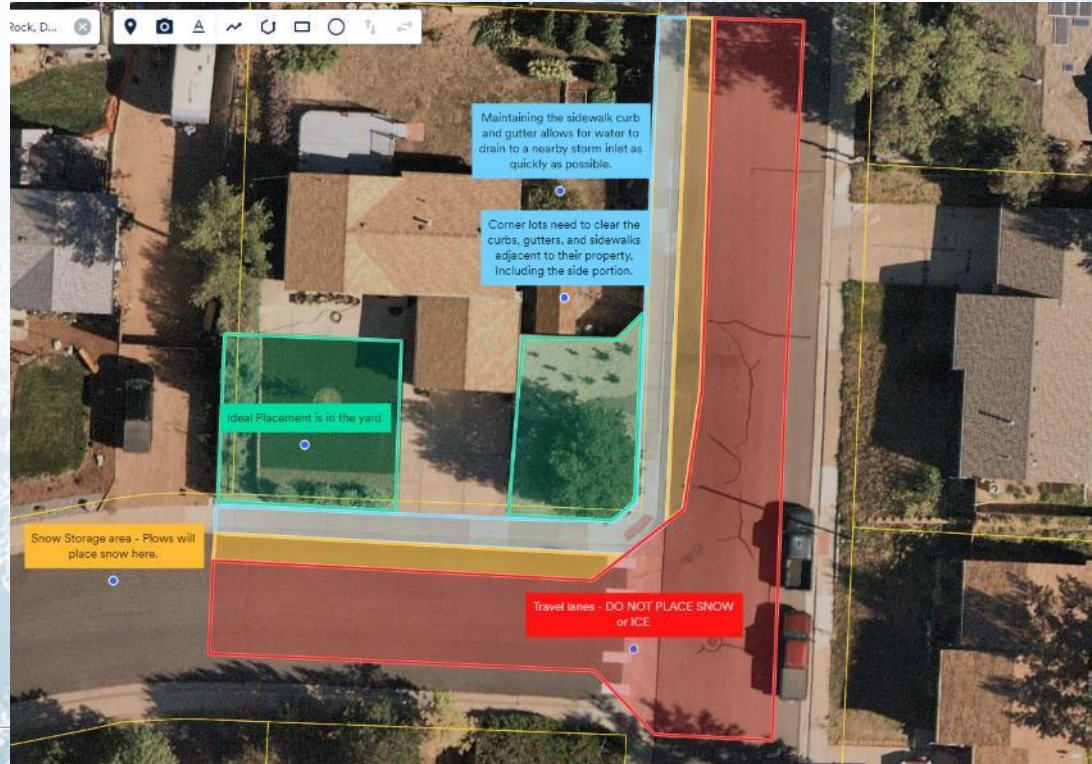 Rock, D...
A
Maintaining the sidewalk curb
and gutter allows for water to
drain to a nearby storm inlet as
quickly as possible.
Corner lots need to clear the
curbs, gutters, and sidewalks
adjacent to their property,
Including the side portion.
Ideal Placement is in the yard
Snow Storage area - Plows will
place snow here.
Travel lanes - DO NOT PLACE SNOW
or ICE